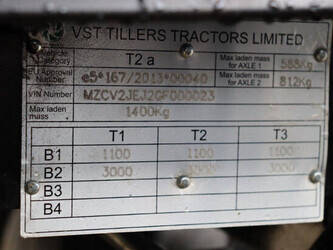 VST TILLERS TRACTORS LIMITED
Vehicle category T2 a Max laden mass for AXLE 1 588Kg
EU Approval Number e5*167/2013*00040 Max laden mass for AXLE 2 812Kg
VIN Number MZCV2JEJ2GF000023
Max laden mass 1400Kg
T1 T2 T3
B1 1100 1100 1100
B2 3000 3000
B3
B4